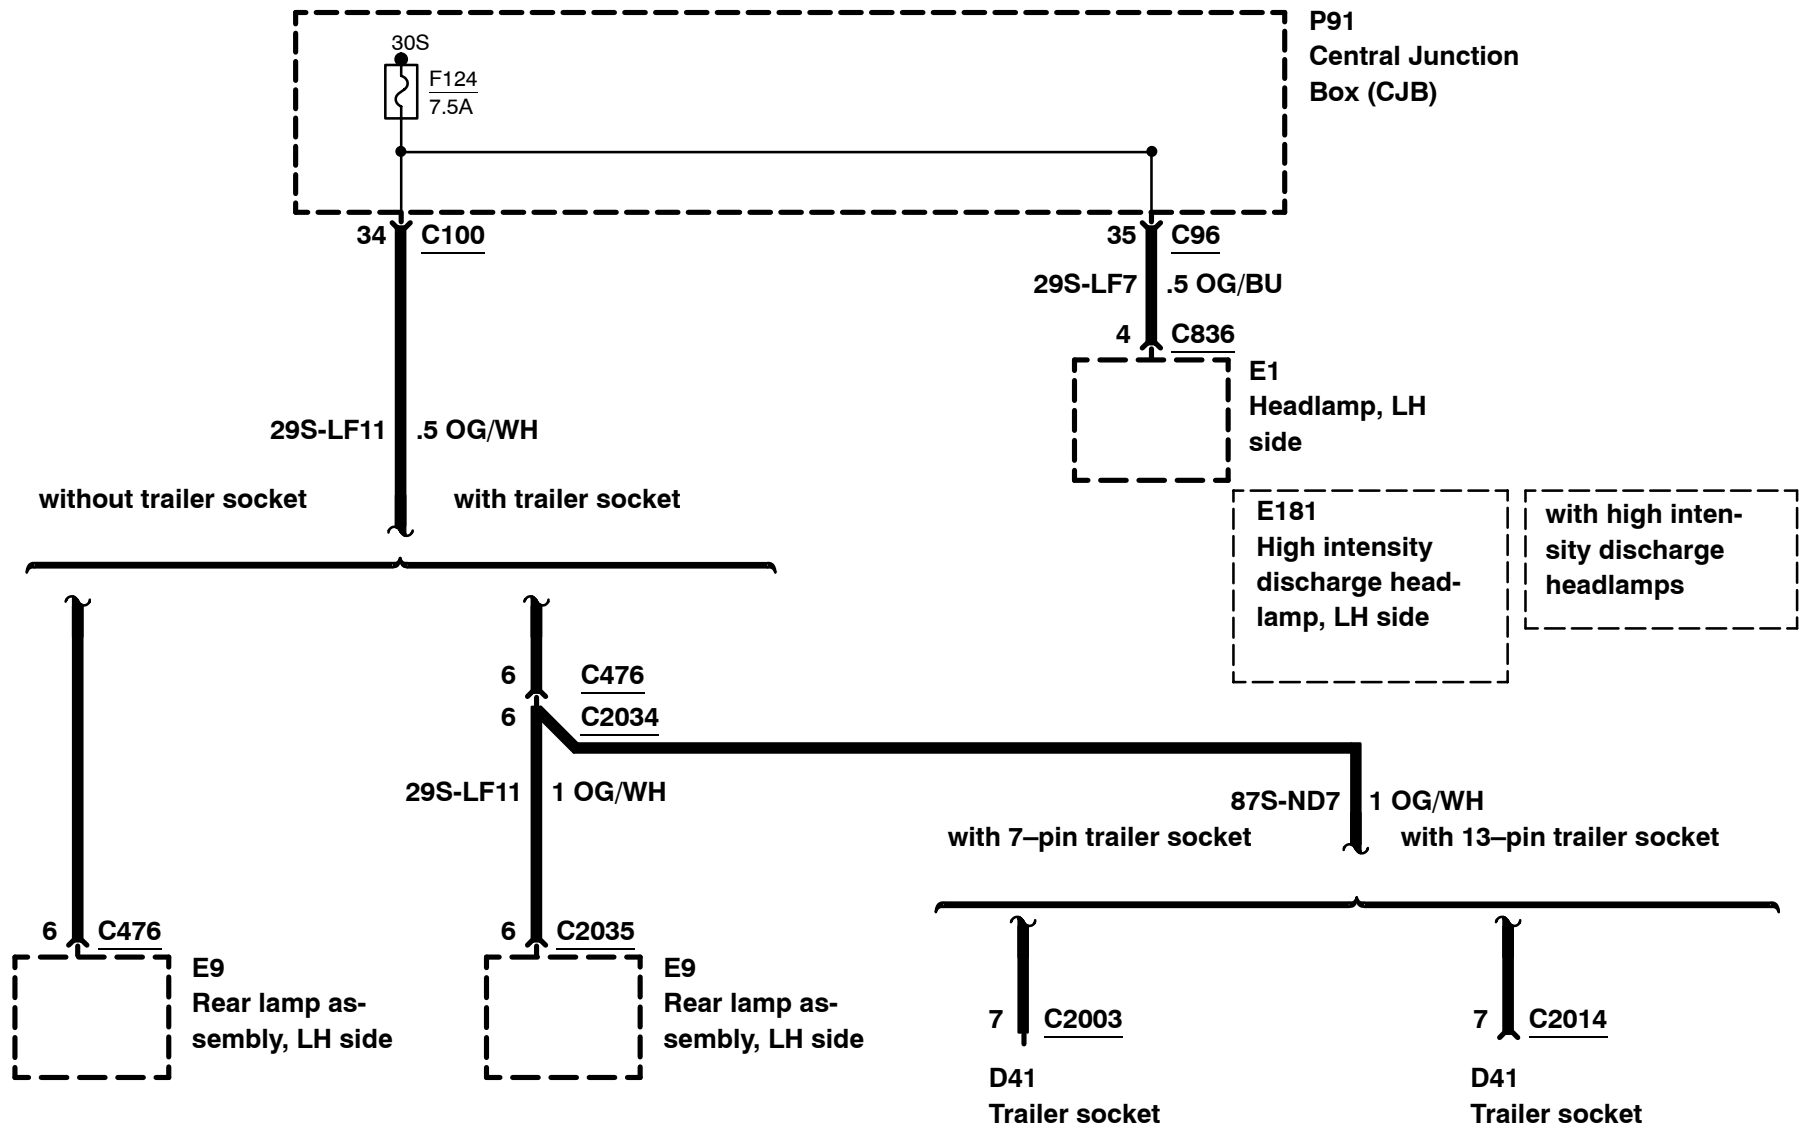 P91
Central Junction
Box (CJB)
30S
F124
7.5A
34 C100
35 C96
29S-LF7 .5 OG/BU
4 C836
E1
Headlamp, LH
side
29S-LF11 .5 OG/WH
without trailer socket with trailer socket
E181
High intensity
discharge head-
lamp, LH side
with high inten-
sity discharge
headlamps
6 C476
6 C2034
29S-LF11 1 OG/WH
87S-ND7 1 OG/WH
with 7–pin trailer socket with 13–pin trailer socket
6 C476
E9
Rear lamp as-
sembly, LH side
6 C2035
E9
Rear lamp as-
sembly, LH side
7 C2003
D41
Trailer socket
7 C2014
D41
Trailer socket